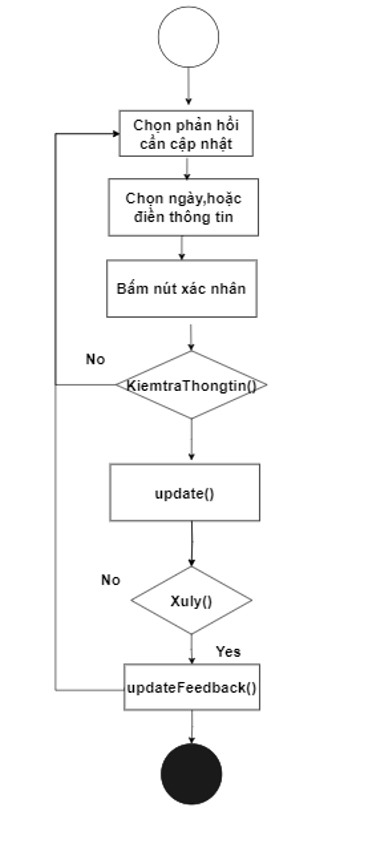 Chọn phản hồi
cần cập nhật
Chọn ngày,hoặc
điền thông tin
Bấm nút xác nhân
No
KiemtraThongtin()
update()
No
Xuly()
Yes
updateFeedback()